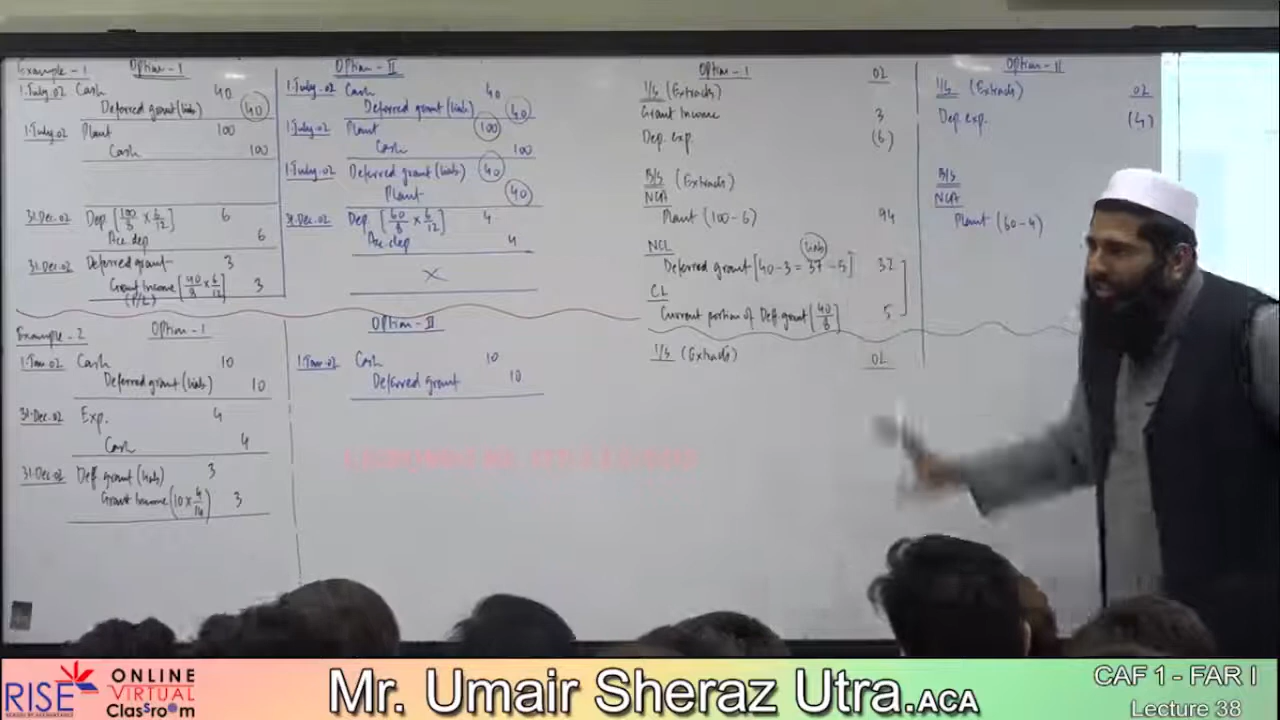 Example-1 Option-I
1.July.02 Cash 40
Deferred grant (liab) 40
1.July.02 Plant 100
Cash 100
31.Dec.02 Dep. [100/8 x 6/12] 6
Acc dep 6
31.Dec.02 Deferred grant 3
Grant Income [40/8 x 6/12] 3
(P/L)
Option-II
1.July.02 Cash 40
Deferred grant (liab) 40
1.July.02 Plant 100
Cash 100
1.July.02 Deferred grant (liab) 40
Plant 40
31.Dec.02 Dep. [60/8 x 6/12] 4
Acc dep 4
X
Option-I 02
I/S (Extracts)
Grant Income 3
Dep. exp. (6)
B/S (Extracts)
NCA
Plant (100-6) 94
NCL liab
Deferred grant [40-3 = 37 -5] 32
CL
Current portion of Deff. grant [40/8] 5
Option-II
I/S (Extracts) 02
Dep. exp. (4)
B/S
NCA
Plant (60-4)
Example-2 Option-I
1.Jan.02 Cash 10
Deferred grant (liab) 10
31.Dec.02 Exp. 4
Cash 4
31.Dec.02 Deff. grant (liab) 3
Grant Income (10 x 4/14) 3
Option-II
1.Jan.02 Cash 10
Deferred grant 10
I/S (Extracts) 02
RISE
ONLINE
VIRTUAL
ClassrooM
Mr. Umair Sheraz Utra.ACA
CAF 1 - FAR I
Lecture 38